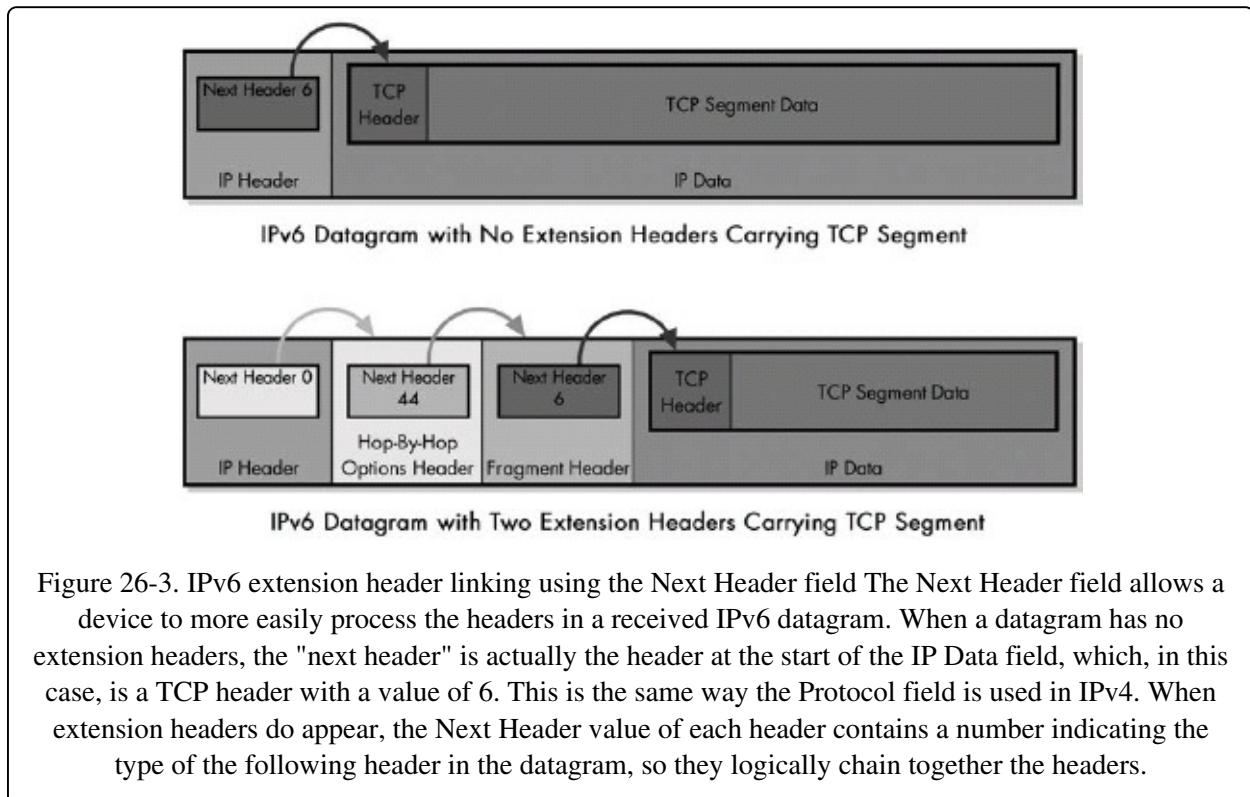 Next Header 6
TCP
Header
TCP Segment Data
IP Header
IP Data
IPv6 Datagram with No Extension Headers Carrying TCP Segment
Next Header 0
Next Header
44
Next Header
6
TCP
Header
TCP Segment Data
Hop-By-Hop
IP Header
Options Header
Fragment Header
IP Data
IPv6 Datagram with Two Extension Headers Carrying TCP Segment
Figure 26-3. IPv6 extension header linking using the Next Header field The Next Header field allows a
device to more easily process the headers in a received IPv6 datagram. When a datagram has no
extension headers, the "next header" is actually the header at the start of the IP Data field, which, in this
case, is a TCP header with a value of 6. This is the same way the Protocol field is used in IPv4. When
extension headers do appear, the Next Header value of each header contains a number indicating the
type of the following header in the datagram, so they logically chain together the headers.